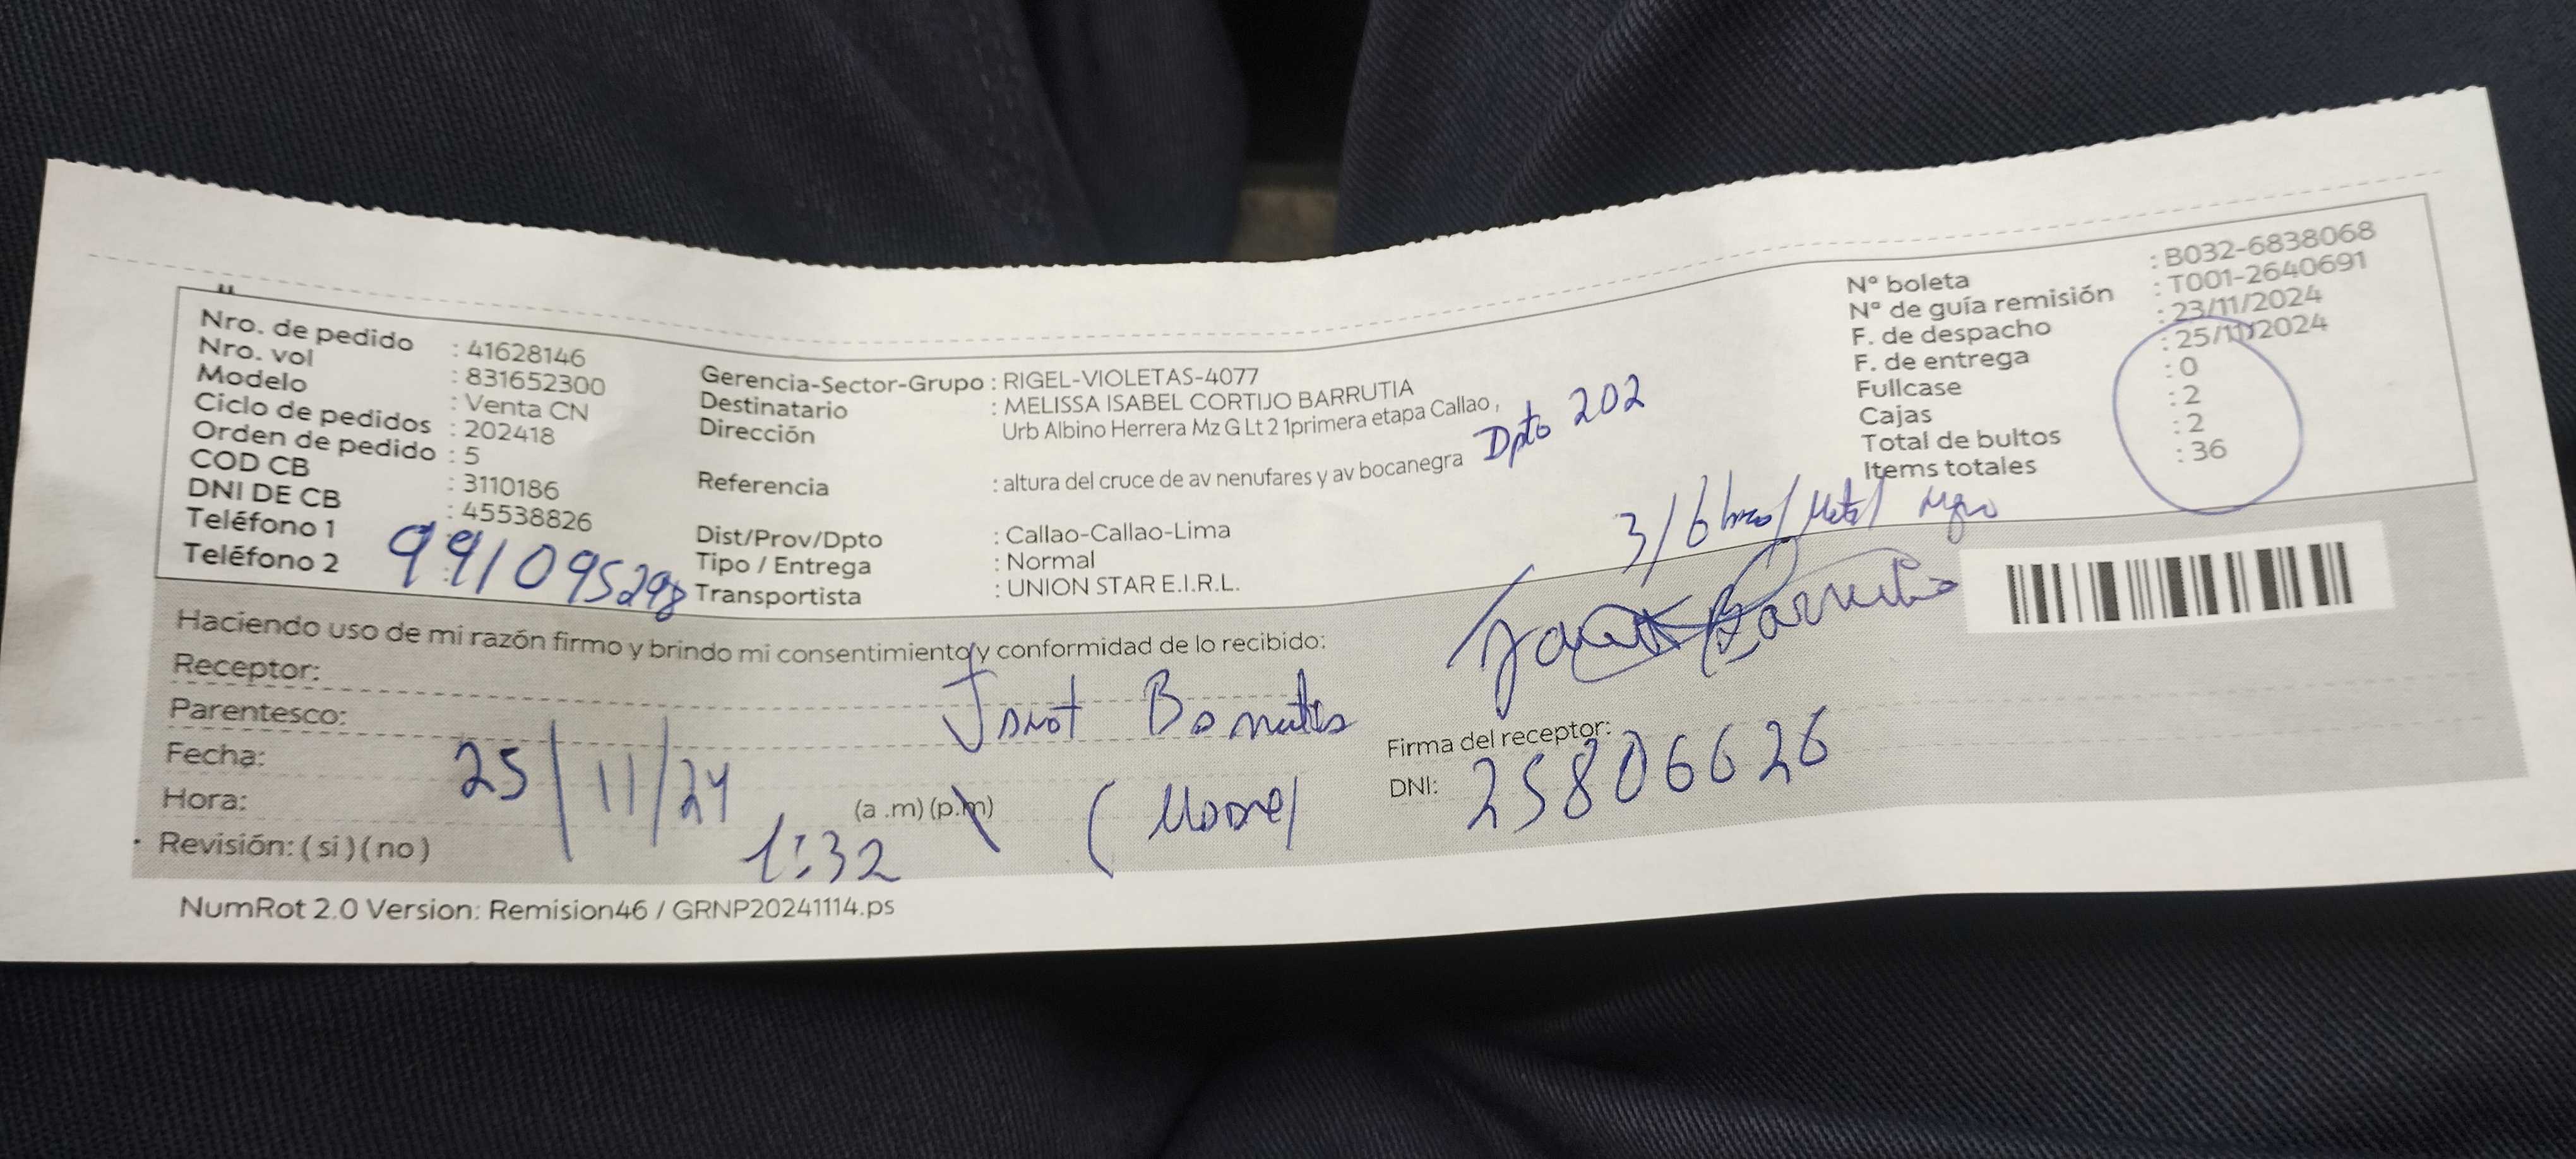 Nro. de pedido : 41628146
Nro. vol : 831652300
Modelo : Venta CN
Ciclo de pedidos : 202418
Orden de pedido : 5
COD CB : 3110186
DNI DE CB : 45538826
Teléfono 1
Teléfono 2 : 991095298
Gerencia-Sector-Grupo : RIGEL-VIOLETAS-4077
Destinatario : MELISSA ISABEL CORTIJO BARRUTIA
Dirección : Urb Albino Herrera Mz G Lt 2 1primera etapa Callao ,
Dpto 202
Referencia : altura del cruce de av nenufares y av bocanegra
Dist/Prov/Dpto : Callao-Callao-Lima
Tipo / Entrega : Normal
Transportista : UNION STAR E.I.R.L.
N° boleta : B032-6838068
N° de guía remisión : T001-2640691
F. de despacho : 23/11/2024
F. de entrega : 25/11/2024
Fullcase : 0
Cajas : 2
Total de bultos : 2
Items totales : 36
3/6
Haciendo uso de mi razón firmo y brindo mi consentimiento y conformidad de lo recibido:
Receptor:
Barrutia
Parentesco:
Fecha: 25/11/24
Hora: 1:32 (a .m) (p.m)
Firma del receptor:
DNI: 25806626
Revisión: ( si ) ( no )
NumRot 2.0 Version: Remision46 / GRNP20241114.ps